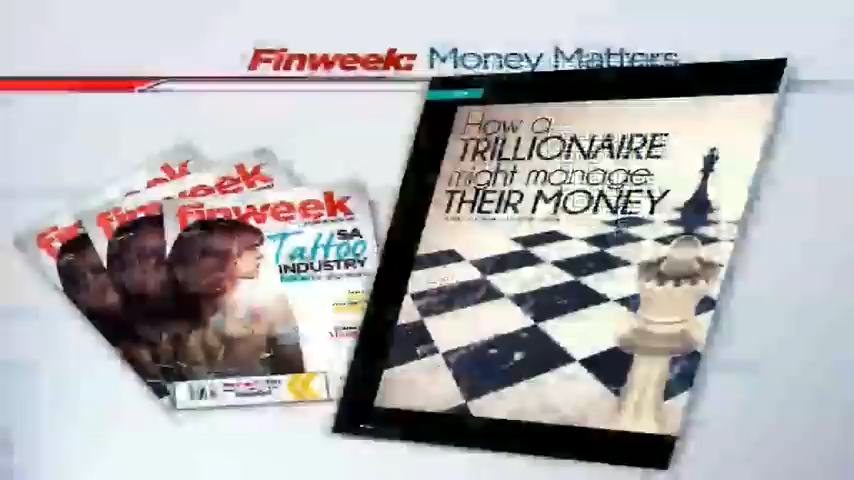 Finweek: Money Matters
How a
TRILLIONAIRE
might manage
THEIR MONEY
finweek
finweek
finweek
SA
Tattoo
INDUSTRY